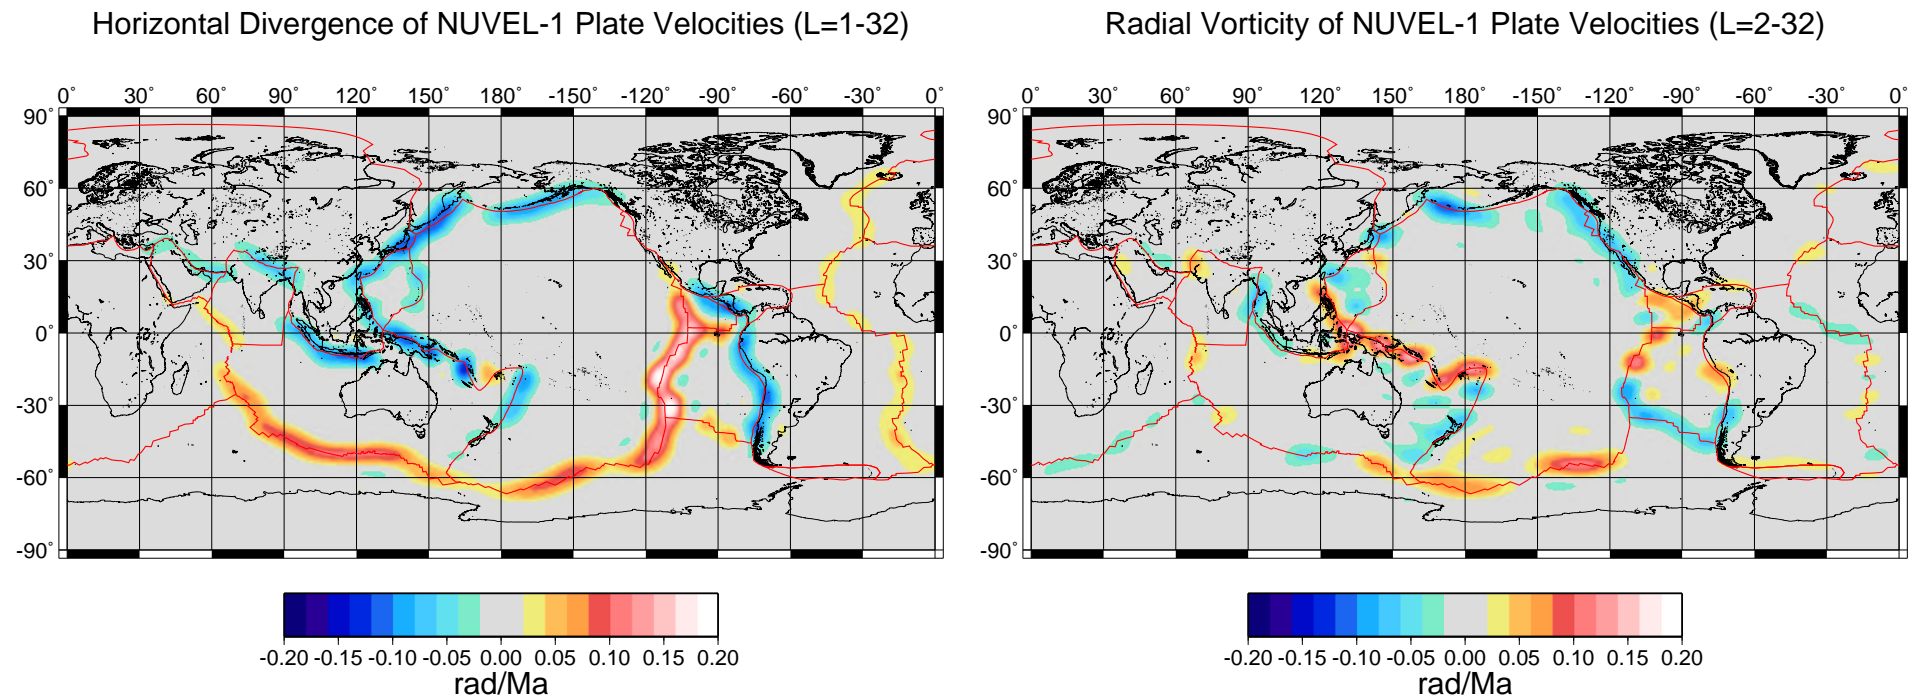 Horizontal Divergence of NUVEL-1 Plate Velocities (L=1-32)
0˚ 30 60 90 120 150 180 -150 -120 -90 -60 -30 0˚
90˚
60˚
30˚
0˚
-30˚
-60˚
-90˚
-0.20 -0.15 -0.10 -0.05 0.00 0.05 0.10 0.15 0.20
rad/Ma
Radial Vorticity of NUVEL-1 Plate Velocities (L=2-32)
0˚ 30˚ 60˚ 90˚ 120˚ 150˚ 180˚ -150˚ -120˚ -90˚ -60˚ -30˚ 0˚
90˚
60˚
30˚
0˚
-30˚
-60˚
-90˚
-0.20 -0.15 -0.10 -0.05 0.00 0.05 0.10 0.15 0.20
rad/Ma